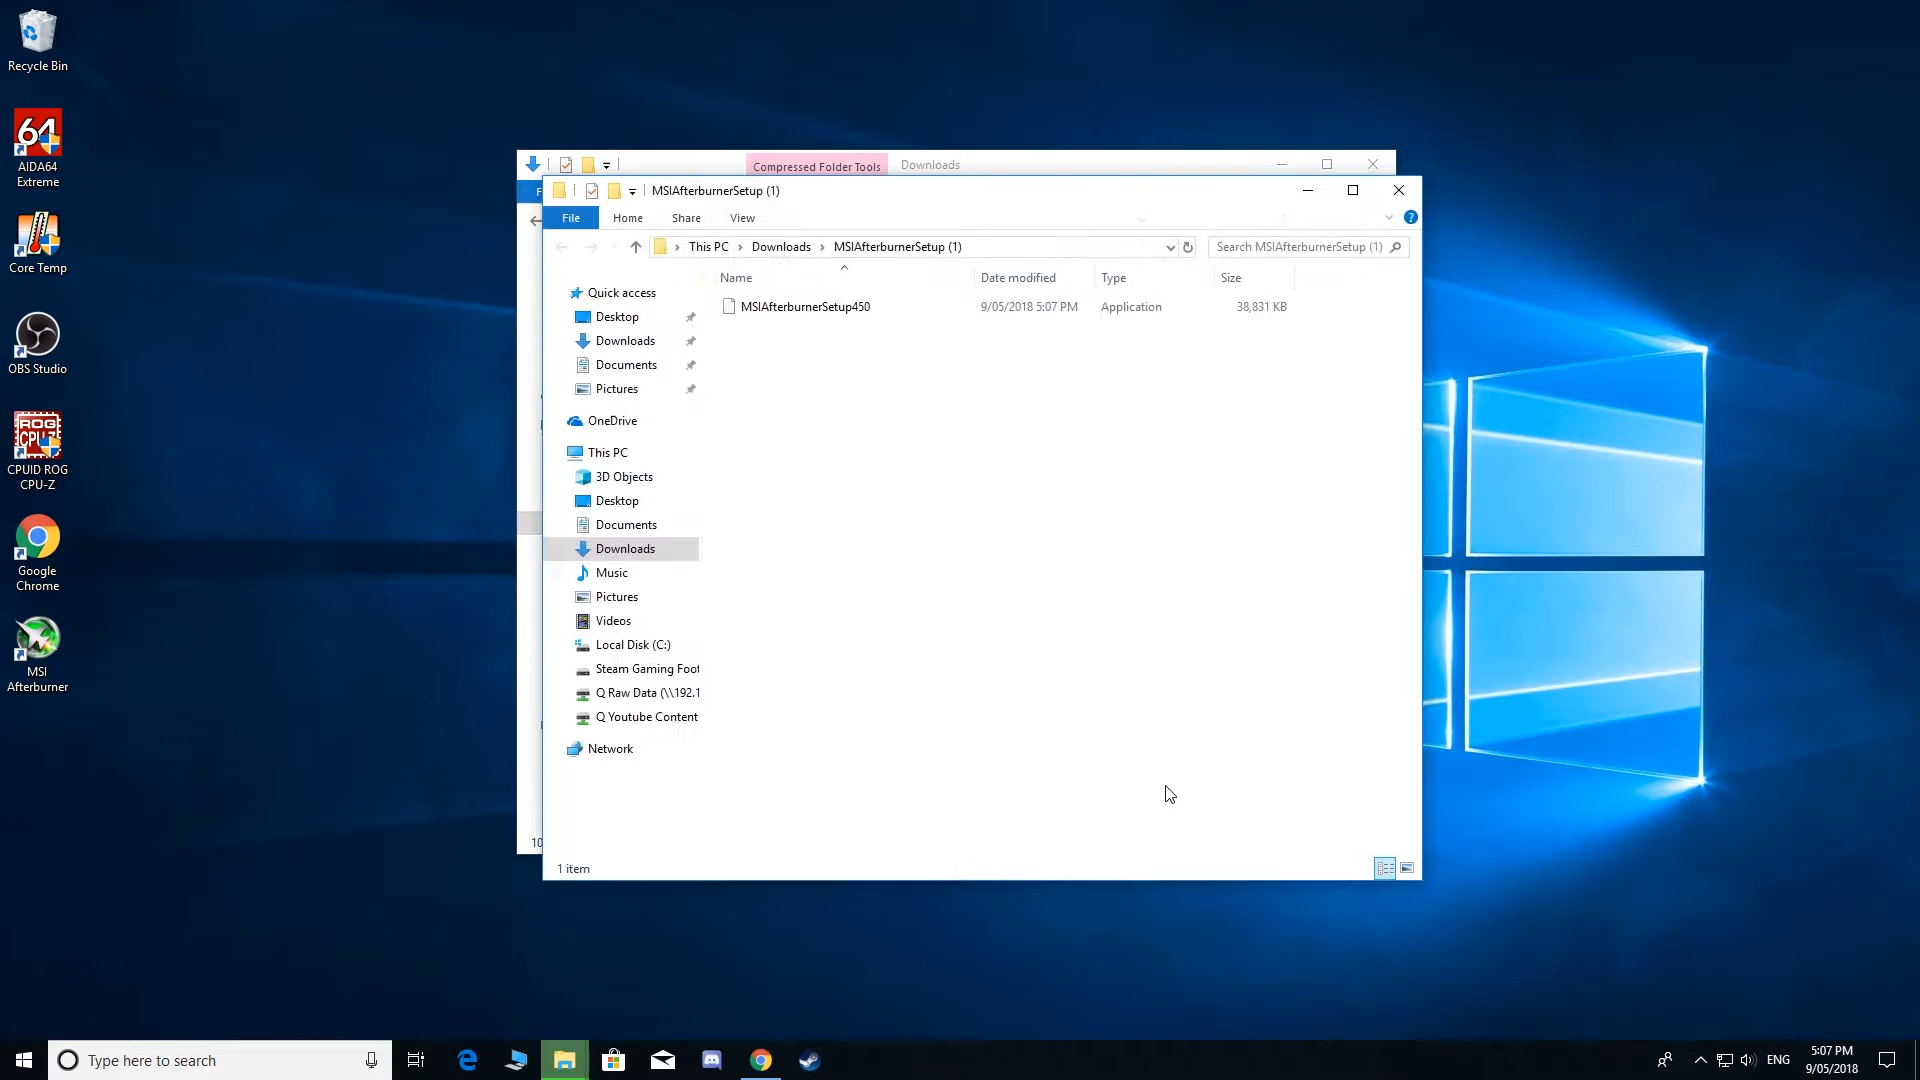 Recycle Bin
AIDA64
Extreme
Core Temp
OBS Studio
CPUID ROG
CPU-Z
Google
Chrome
MSI
Afterburner
Compressed Folder Tools
Downloads
MSIAfterburnerSetup (1)
File
Home
Share
View
This PC
Downloads
MSIAfterburnerSetup (1)
Search MSIAfterburnerSetup (1)
Name
Date modified
Type
Size
MSIAfterburnerSetup450
9/05/2018 5:07 PM
Application
38,831 KB
Quick access
Desktop
Downloads
Documents
Pictures
OneDrive
This PC
3D Objects
Desktop
Documents
Downloads
Music
Pictures
Videos
Local Disk (C:)
Steam Gaming Foot
Q Raw Data (\\192.1
Q Youtube Content
Network
10
1 item
Type here to search
ENG
5:07 PM
9/05/2018